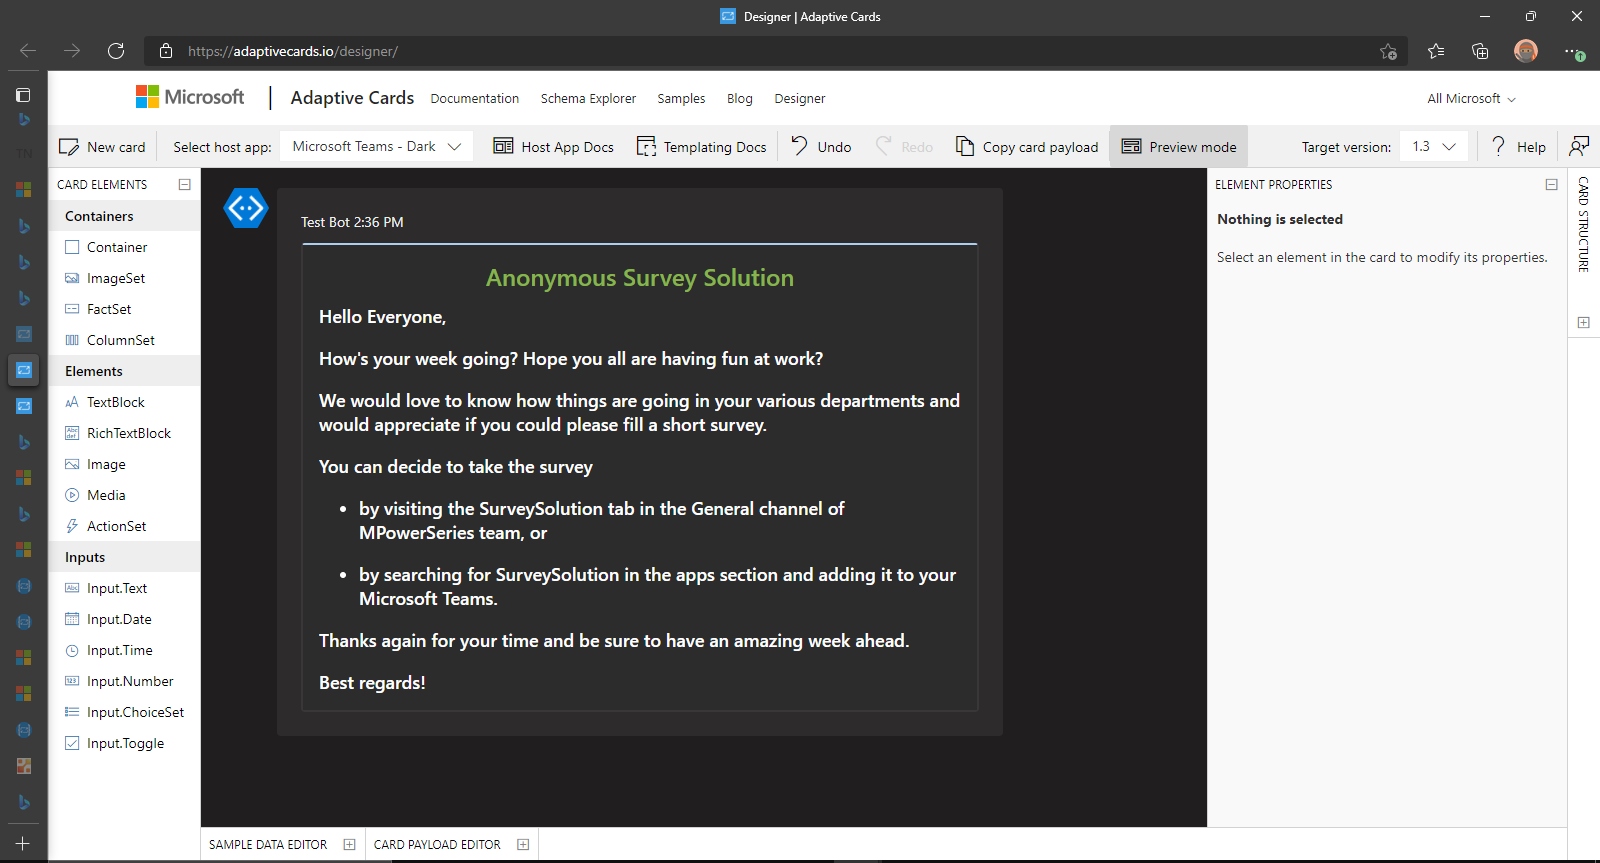 Designer | Adaptive Cards
https://adaptivecards.io/designer/
Microsoft
Adaptive Cards
Documentation
Schema Explorer
Samples
Blog
Designer
All Microsoft
New card
Select host app:
Microsoft Teams - Dark
Host App Docs
Templating Docs
Undo
Redo
Copy card payload
Preview mode
Target version:
1.3
Help
TN
CARD ELEMENTS
Containers
Container
ImageSet
FactSet
ColumnSet
Elements
TextBlock
RichTextBlock
Image
Media
ActionSet
Inputs
Input.Text
Input.Date
Input.Time
Input.Number
Input.ChoiceSet
Input.Toggle
Test Bot 2:36 PM
Anonymous Survey Solution
Hello Everyone,
How's your week going? Hope you all are having fun at work?
We would love to know how things are going in your various departments and
would appreciate if you could please fill a short survey.
You can decide to take the survey
• by visiting the SurveySolution tab in the General channel of
MPowerSeries team, or
• by searching for SurveySolution in the apps section and adding it to your
Microsoft Teams.
Thanks again for your time and be sure to have an amazing week ahead.
Best regards!
ELEMENT PROPERTIES
Nothing is selected
Select an element in the card to modify its properties.
CARD STRUCTURE
SAMPLE DATA EDITOR
CARD PAYLOAD EDITOR